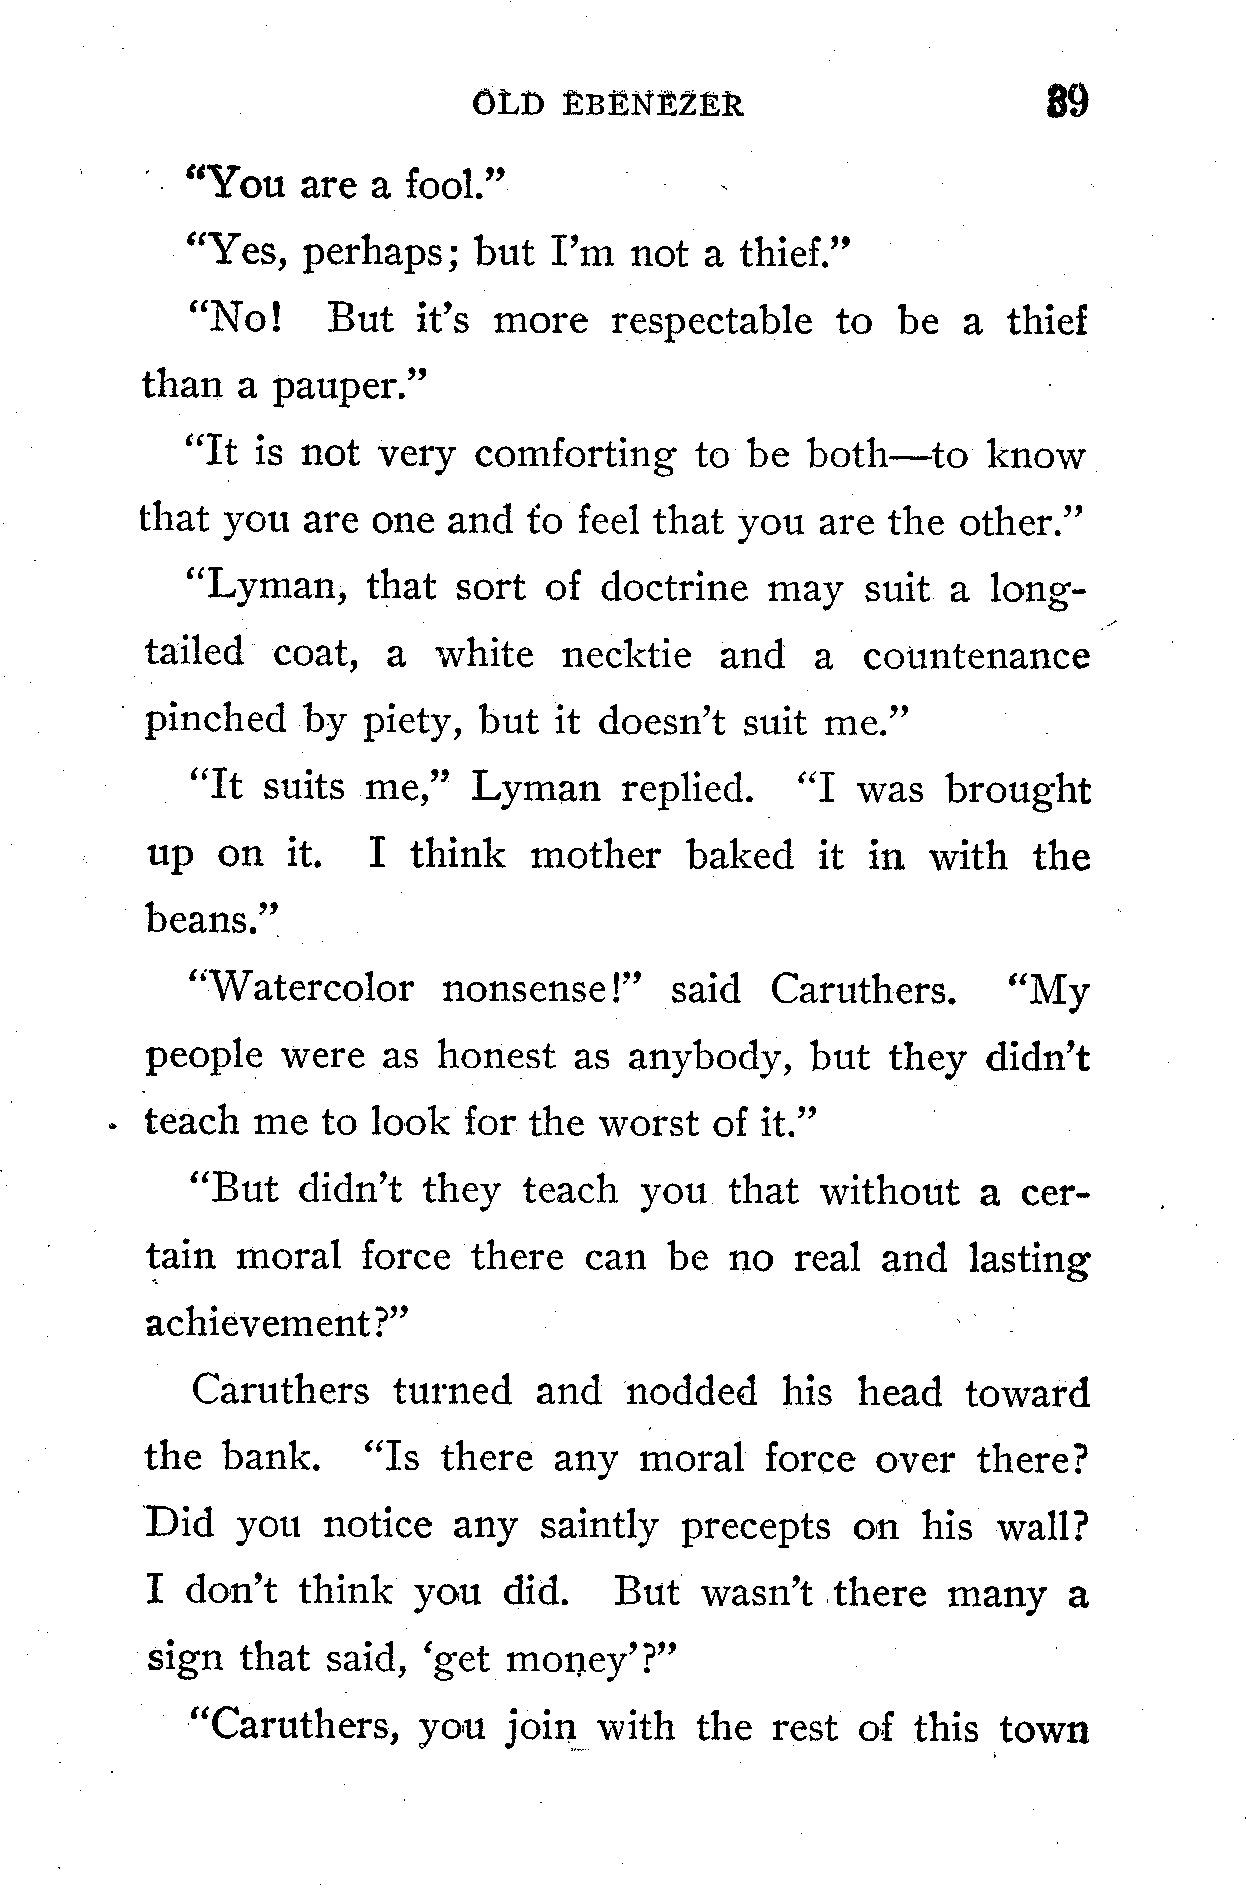 OLD EBENEZER 39
“You are a fool.”
“Yes, perhaps; but I’m not a thief.”
“No! But it’s more respectable to be a thief
than a pauper.”
“It is not very comforting to be both—to know
that you are one and to feel that you are the other.”
“Lyman, that sort of doctrine may suit a long-
tailed coat, a white necktie and a countenance
pinched by piety, but it doesn’t suit me.”
“It suits me,” Lyman replied. “I was brought
up on it. I think mother baked it in with the
beans.”
“Watercolor nonsense!” said Caruthers. “My
people were as honest as anybody, but they didn’t
teach me to look for the worst of it.”
“But didn’t they teach you that without a cer-
tain moral force there can be no real and lasting
achievement?”
Caruthers turned and nodded his head toward
the bank. “Is there any moral force over there?
Did you notice any saintly precepts on his wall?
I don’t think you did. But wasn’t there many a
sign that said, ‘get money’?”
“Caruthers, you join with the rest of this town